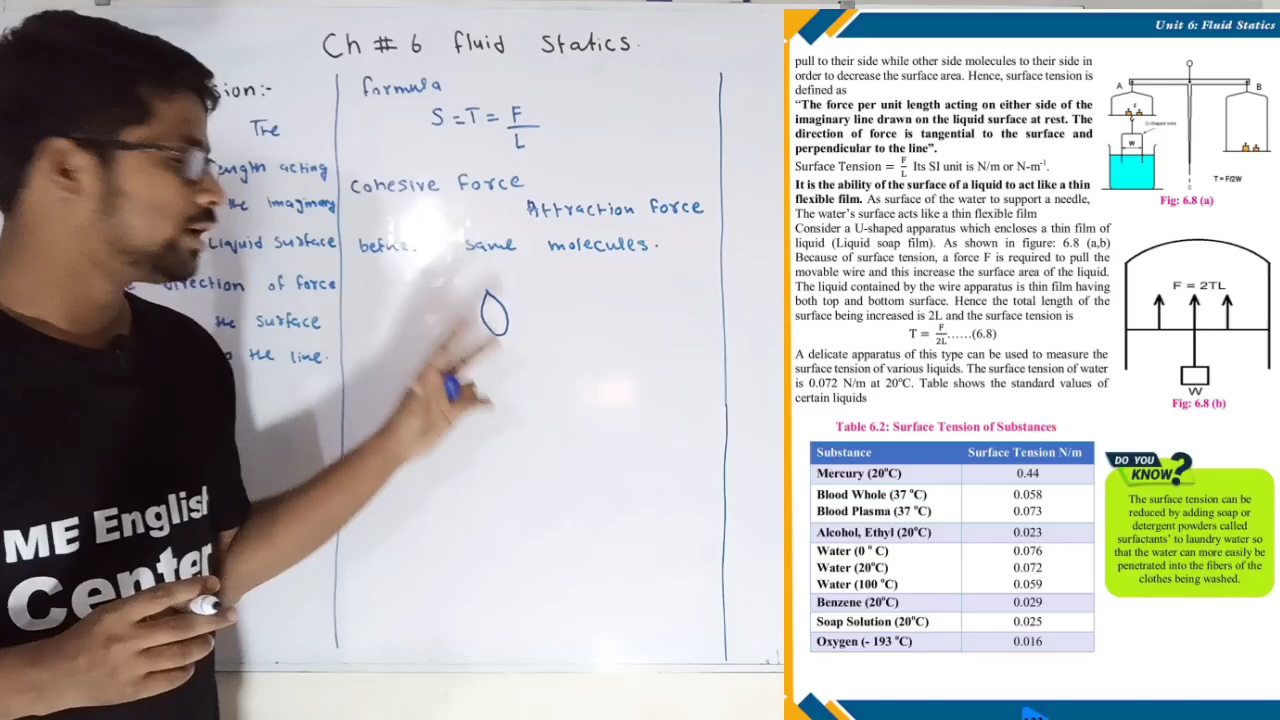 Ch # 6 fluid Statics.
sion:-
The
ength acting
the imaginary
Liquid Surface
direction of force
the surface
the line.
formula
S = T = F
L
Cohesive Force
Attraction Force
same molecules.
ME English
Center
Unit 6: Fluid Statics
pull to their side while other side molecules to their side in
order to decrease the surface area. Hence, surface tension is
defined as
“The force per unit length acting on either side of the
imaginary line drawn on the liquid surface at rest. The
direction of force is tangential to the surface and
perpendicular to the line”.
Surface Tension = F/L Its SI unit is N/m or N-m⁻¹.
It is the ability of the surface of a liquid to act like a thin
flexible film. As surface of the water to support a needle,
The water's surface acts like a thin flexible film
Consider a U-shaped apparatus which encloses a thin film of
liquid (Liquid soap film). As shown in figure: 6.8 (a,b)
Because of surface tension, a force F is required to pull the
movable wire and this increase the surface area of the liquid.
The liquid contained by the wire apparatus is thin film having
both top and bottom surface. Hence the total length of the
surface being increased is 2L and the surface tension is
T = F/2L ......(6.8)
A delicate apparatus of this type can be used to measure the
surface tension of various liquids. The surface tension of water
is 0.072 N/m at 20°C. Table shows the standard values of
certain liquids
A
B
F
U-shaped wire
W
T = F/2W
Fig: 6.8 (a)
F = 2TL
W
Fig: 6.8 (b)
Table 6.2: Surface Tension of Substances
Substance Surface Tension N/m
Mercury (20°C) 0.44
Blood Whole (37 °C) 0.058
Blood Plasma (37 °C) 0.073
Alcohol, Ethyl (20°C) 0.023
Water (0 ° C) 0.076
Water (20°C) 0.072
Water (100 °C) 0.059
Benzene (20°C) 0.029
Soap Solution (20°C) 0.025
Oxygen (- 193 °C) 0.016
DO YOU
KNOW?
The surface tension can be
reduced by adding soap or
detergent powders called
surfactants’ to laundry water so
that the water can more easily be
penetrated into the fibers of the
clothes being washed.